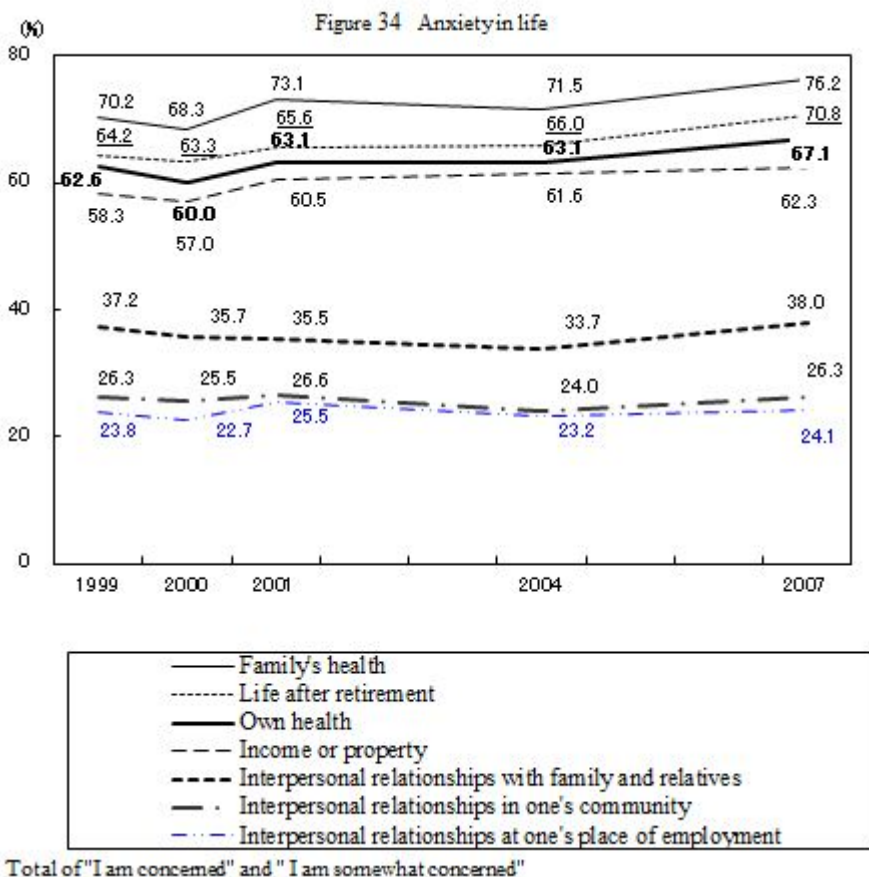 Figure 34 Anxiety in life
(%)
80
73.1 71.5 76.2
70.2 68.3
65.6 66.0 70.8
64.2 63.3
63.1 63.1 67.1
62.6
60
58.3 60.0 60.5 61.6 62.3
57.0
40
37.2 35.7 35.5 33.7 38.0
26.3 25.5 26.6 24.0 26.3
23.8 22.7 25.5 23.2 24.1
20
0
1999 2000 2001 2004 2007
Family's health
Life after retirement
Own health
Income or property
Interpersonal relationships with family and relatives
Interpersonal relationships in one's community
Interpersonal relationships at one's place of employment
Total of "I am concerned" and " I am somewhat concerned"